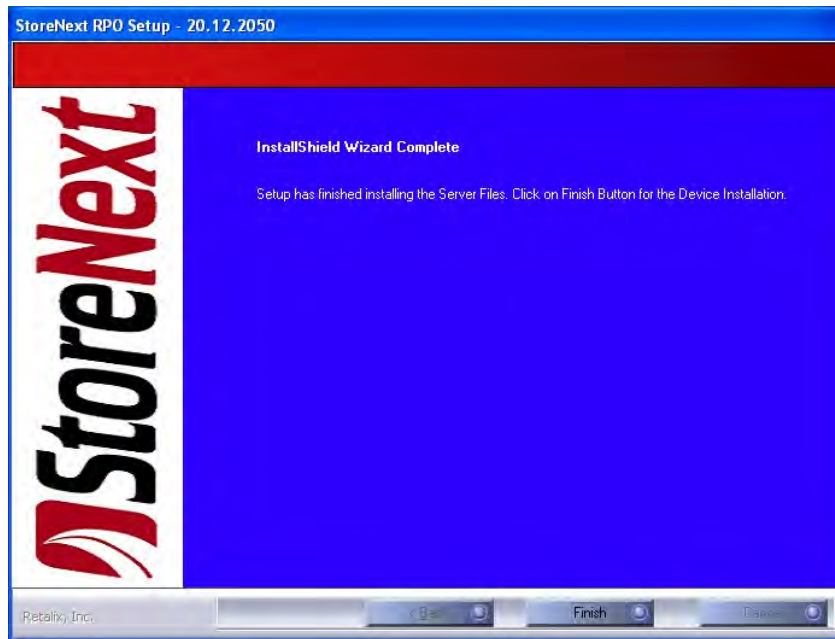 StoreNext RPO Setup - 20.12.2050
StoreNext
InstallShield Wizard Complete
Setup has finished installing the Server Files. Click on Finish Button for the Device Installation.
Retalix, Inc.
Finish